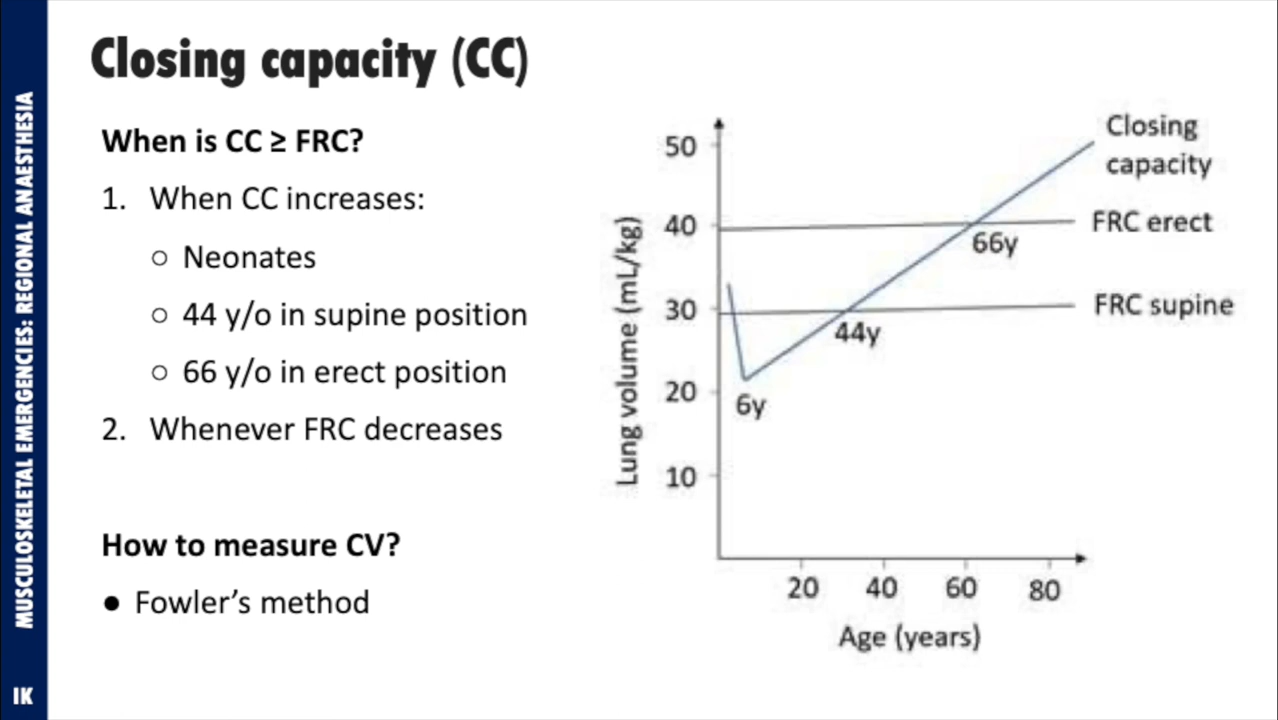 Closing capacity (CC)
When is CC ≥ FRC?
1. When CC increases:
○ Neonates
○ 44 y/o in supine position
○ 66 y/o in erect position
2. Whenever FRC decreases
How to measure CV?
● Fowler's method
MUSCULOSKELETAL EMERGENCIES: REGIONAL ANAESTHESIA
IK
Lung volume (mL/kg)
50
40
30
20
10
Closing
capacity
FRC erect
66y
FRC supine
44y
6y
20 40 60 80
Age (years)